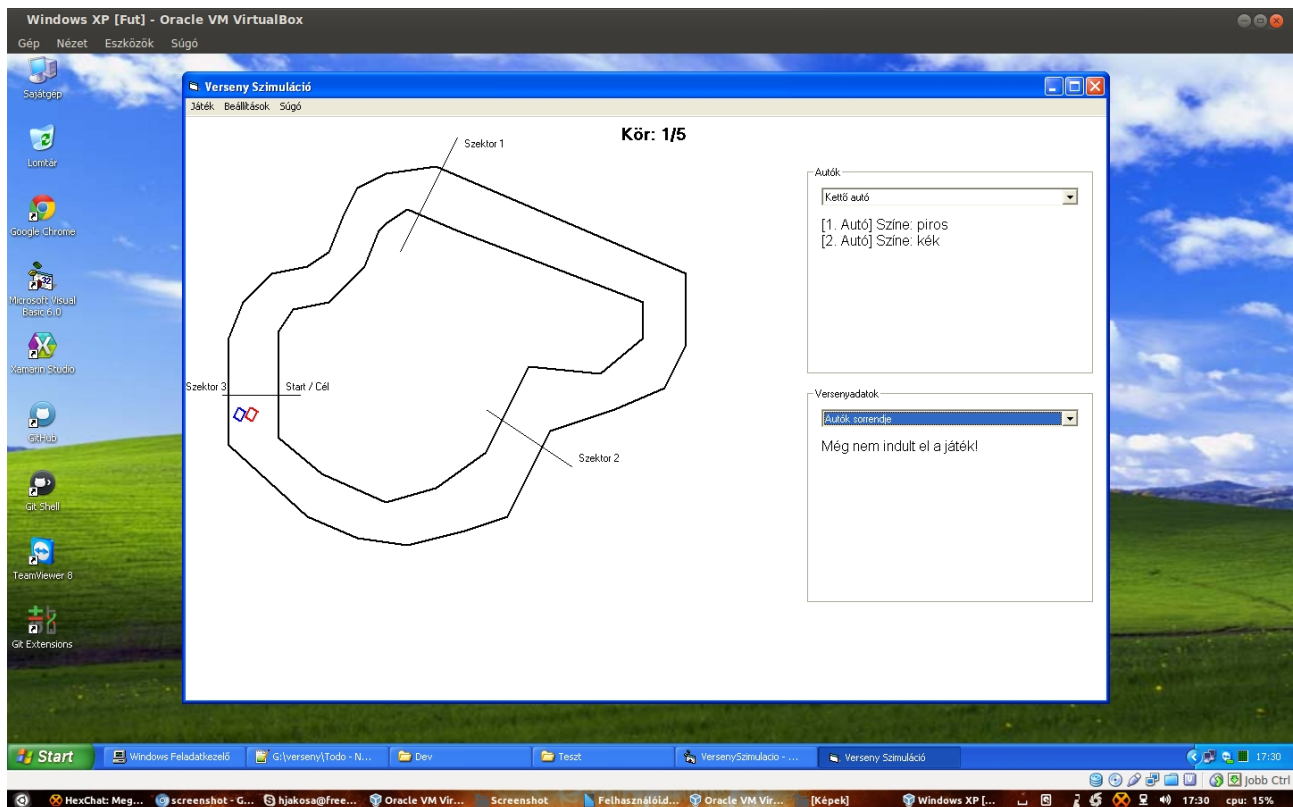 Windows XP [Fut] - Oracle VM VirtualBox
Gép Nézet Eszközök Súgó
Sajátgép
Lomtár
Google Chrome
Microsoft Visual
Basic 6.0
Xamarin Studio
GitHub
Git Shell
TeamViewer 8
Git Extensions
Verseny Szimuláció
Játék Beállítások Súgó
Kör: 1/5
Szektor 1
Szektor 3
Start / Cél
Szektor 2
Autók
Kettő autó
[1. Autó] Színe: piros
[2. Autó] Színe: kék
Versenyadatok
Autók sorrendje
Még nem indult el a játék!
Start
Windows Feladatkezelő
G:\verseny\Todo - N...
Dev
Teszt
VersenySzimulacio - ...
Verseny Szimuláció
17:30
Jobb Ctrl
HexChat: Meg...
screenshot - G...
hjakosa@free...
Oracle VM Vir...
Screenshot
Felhasználói.d...
Oracle VM Vir...
[Képek]
Windows XP [...
17:30
cpu: 15%